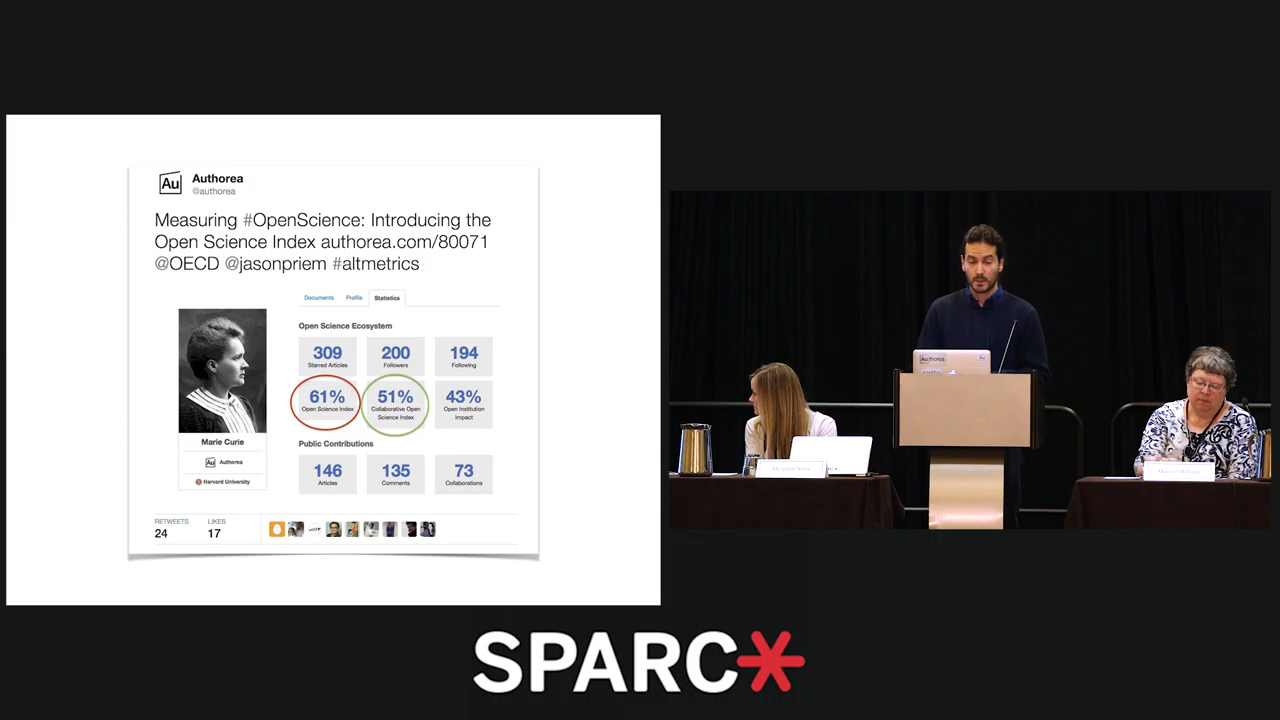 Au
Authorea
@authorea
Measuring #OpenScience: Introducing the
Open Science Index authorea.com/80071
@OECD @jasonpriem #altmetrics
Documents Profile Statistics
Open Science Ecosystem
309
Starred Articles
200
Followers
194
Following
61%
Open Science Index
51%
Collaborative Open
Science Index
43%
Open Institution
Impact
Marie Curie
Au Authorea
Harvard University
Public Contributions
146
Articles
135
Comments
73
Collaborations
RETWEETS
24
LIKES
17
Authorea
SPARC